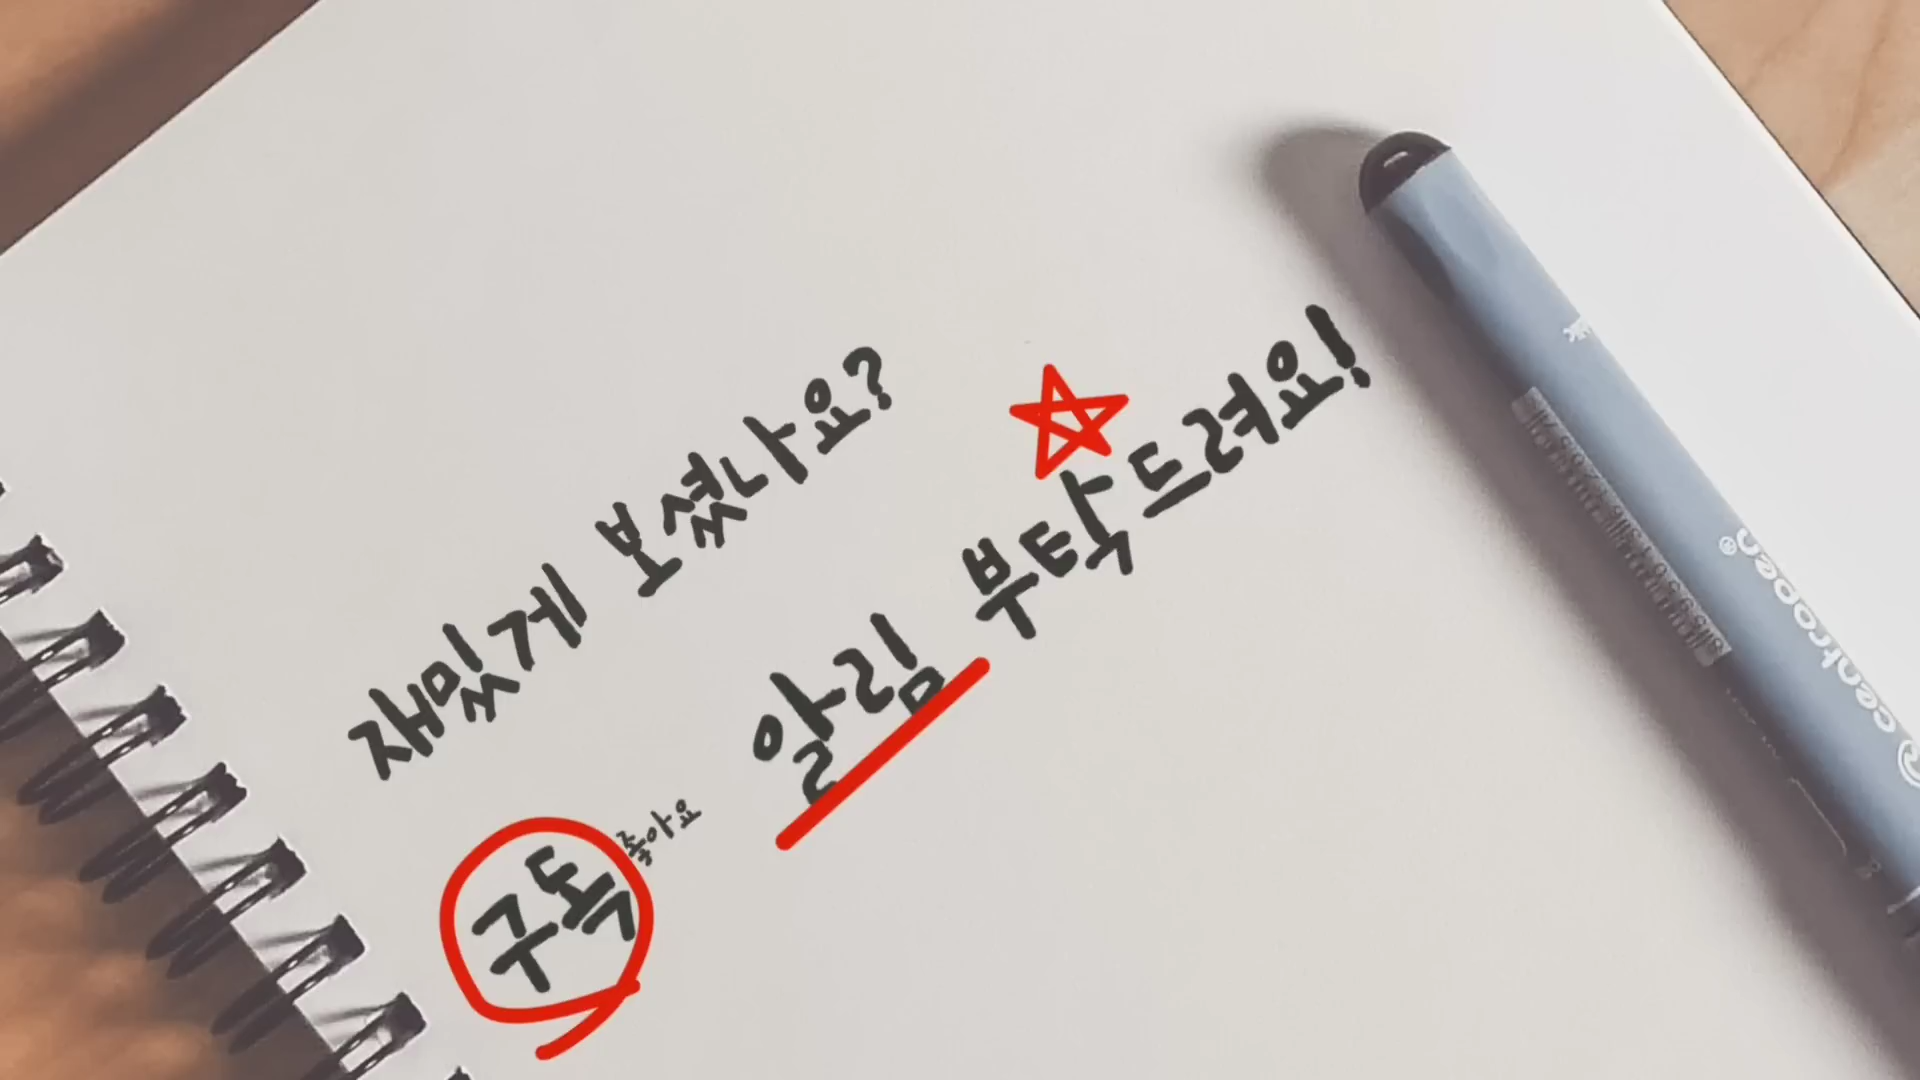 재밌게 보셨나요?
구독 좋아요 알림 부탁드려요!
centropen